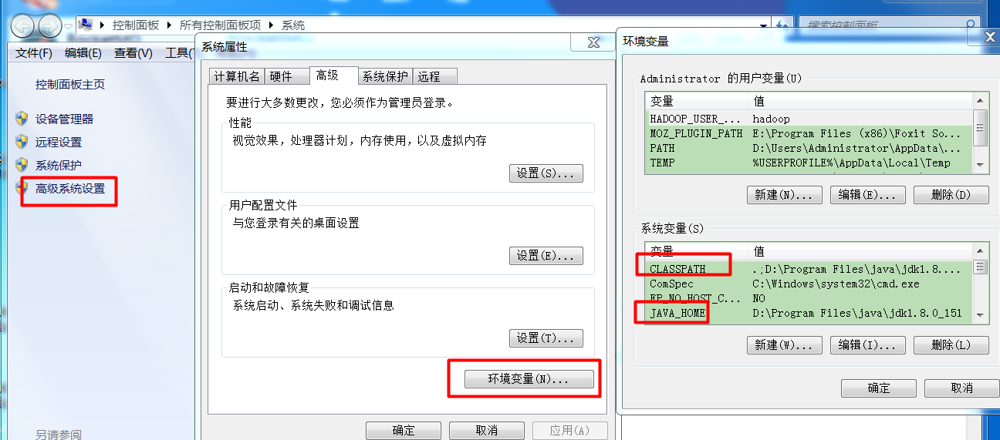 控制面板 所有控制面板项 系统
搜索控制面板
文件(F) 编辑(E) 查看(V) 工具(
控制面板主页
设备管理器
远程设置
系统保护
高级系统设置
另请参阅
系统属性
计算机名 硬件 高级 系统保护 远程
要进行大多数更改，您必须作为管理员登录。
性能
视觉效果，处理器计划，内存使用，以及虚拟内存
设置(S)...
用户配置文件
与您登录有关的桌面设置
设置(E)...
启动和故障恢复
系统启动、系统失败和调试信息
设置(T)...
环境变量(N)...
确定 取消 应用(A)
环境变量
Administrator 的用户变量(U)
变量 值
HADOOP_USER_... hadoop
MOZ_PLUGIN_PATH E:\Program Files (x86)\Foxit So...
PATH D:\Users\Administrator\AppData\...
TEMP %USERPROFILE%\AppData\Local\Temp
新建(N)... 编辑(E)... 删除(D)
系统变量(S)
变量 值
CLASSPATH .;D:\Program Files\java\jdk1.8....
ComSpec C:\Windows\system32\cmd.exe
FP_NO_HOST_C... NO
JAVA_HOME D:\Program Files\java\jdk1.8.0_151
新建(W)... 编辑(I)... 删除(L)
确定 取消